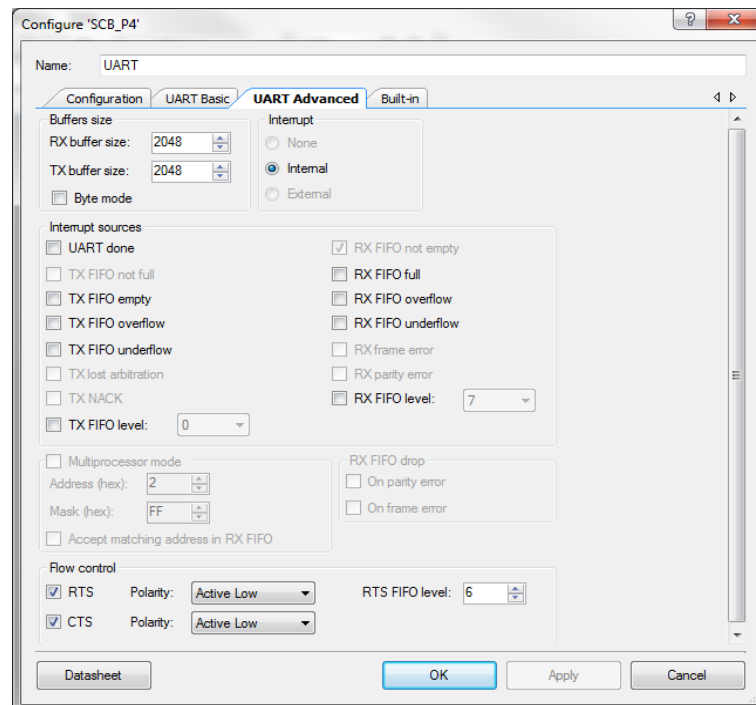 Configure 'SCB_P4'
Name: UART
Configuration UART Basic UART Advanced Built-in
Buffers size
RX buffer size: 2048
TX buffer size: 2048
Byte mode
Interrupt
None
Internal
External
Interrupt sources
UART done
TX FIFO not full
TX FIFO empty
TX FIFO overflow
TX FIFO underflow
TX lost arbitration
TX NACK
TX FIFO level: 0
RX FIFO not empty
RX FIFO full
RX FIFO overflow
RX FIFO underflow
RX frame error
RX parity error
RX FIFO level: 7
Multiprocessor mode
Address (hex): 2
Mask (hex): FF
Accept matching address in RX FIFO
RX FIFO drop
On parity error
On frame error
Flow control
RTS Polarity: Active Low RTS FIFO level: 6
CTS Polarity: Active Low
Datasheet OK Apply Cancel